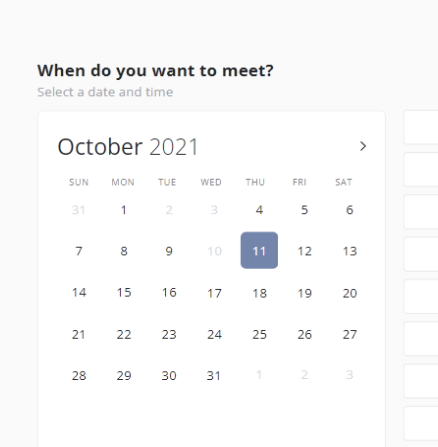 When do you want to meet?
Select a date and time
October 2021 >
SUN MON TUE WED THU FRI SAT
31 1 2 3 4 5 6
7 8 9 10 11 12 13
14 15 16 17 18 19 20
21 22 23 24 25 26 27
28 29 30 31 1 2 3